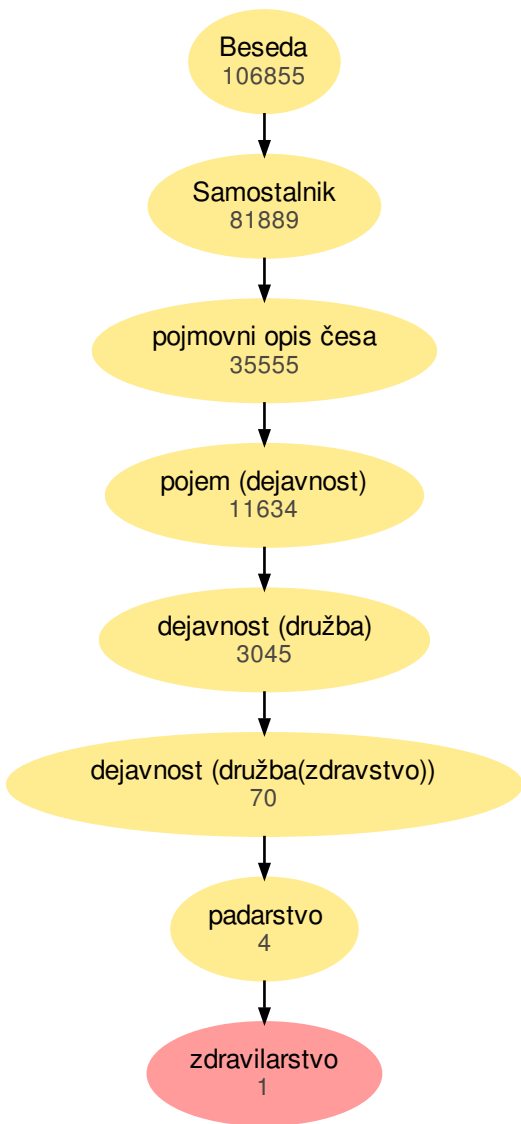 Beseda
106855
Samostalnik
81889
pojmovni opis česa
35555
pojem (dejavnost)
11634
dejavnost (družba)
3045
dejavnost (družba(zdravstvo))
70
padarstvo
4
zdravilarstvo
1